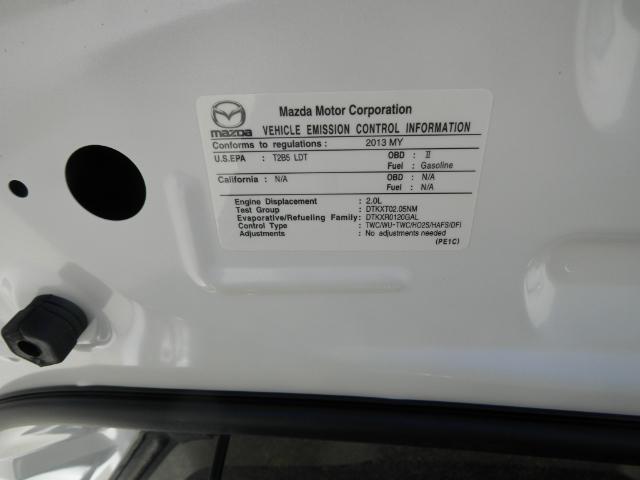 Mazda Motor Corporation
mazda VEHICLE EMISSION CONTROL INFORMATION
Conforms to regulations : 2013 MY
U.S.EPA : T2B5 LDT OBD : II
Fuel : Gasoline
California : N/A OBD : N/A
Fuel : N/A
Engine Displacement : 2.0L
Test Group : DTKXT02.05NM
Evaporative/Refueling Family: DTKXR0120GAL
Control Type : TWC/WU-TWC/HO2S/HAFS/DFI
Adjustments : No adjustments needed
(PE1C)